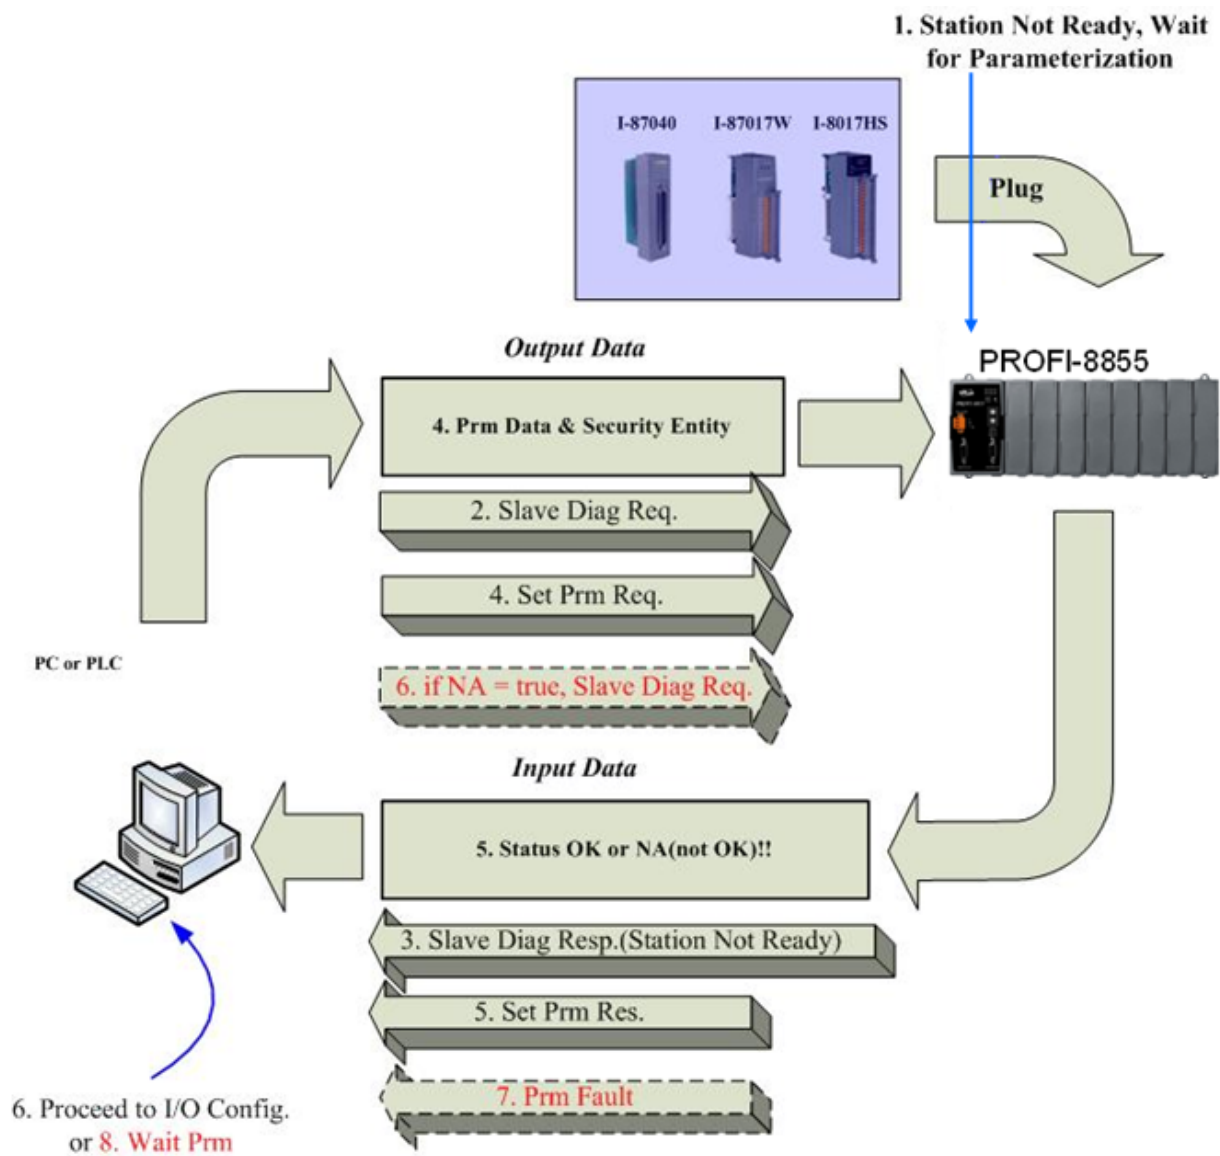 1. Station Not Ready, Wait
for Parameterization
I-87040
I-87017W
I-8017HS
Plug
Output Data
PROFI-8855
4. Prm Data & Security Entity
2. Slave Diag Req.
4. Set Prm Req.
PC or PLC
6. if NA = true, Slave Diag Req.
Input Data
5. Status OK or NA(not OK)!!
3. Slave Diag Resp.(Station Not Ready)
5. Set Prm Res.
7. Prm Fault
6. Proceed to I/O Config.
or 8. Wait Prm